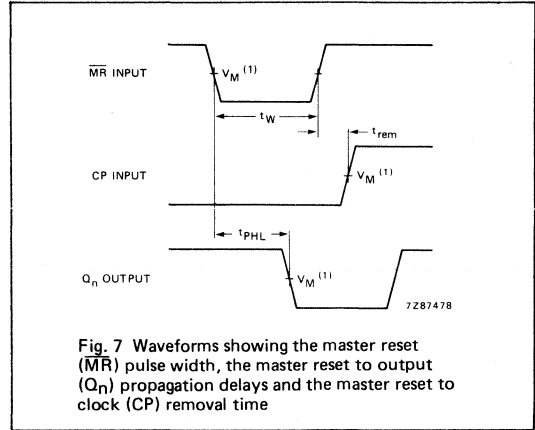 M̅R̅ INPUT
V_M (1)
t_W
t_rem
CP INPUT
V_M (1)
t_PHL
Q_n OUTPUT
V_M (1)
7Z87478
Fig. 7 Waveforms showing the master reset
(M̅R̅) pulse width, the master reset to output
(Q_n) propagation delays and the master reset to
clock (CP) removal time